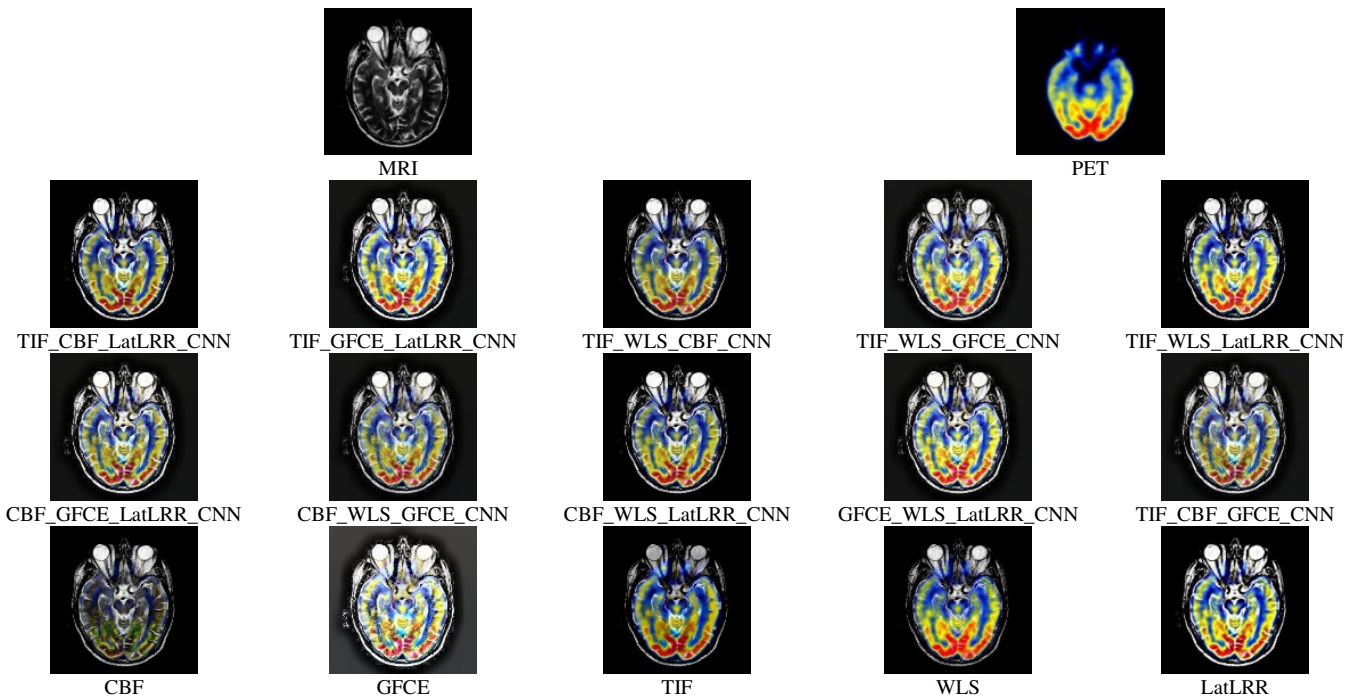 MRI PET
TIF_CBF_LatLRR_CNN TIF_GFCE_LatLRR_CNN TIF_WLS_CBF_CNN TIF_WLS_GFCE_CNN TIF_WLS_LatLRR_CNN
CBF_GFCE_LatLRR_CNN CBF_WLS_GFCE_CNN CBF_WLS_LatLRR_CNN GFCE_WLS_LatLRR_CNN TIF_CBF_GFCE_CNN
CBF GFCE TIF WLS LatLRR